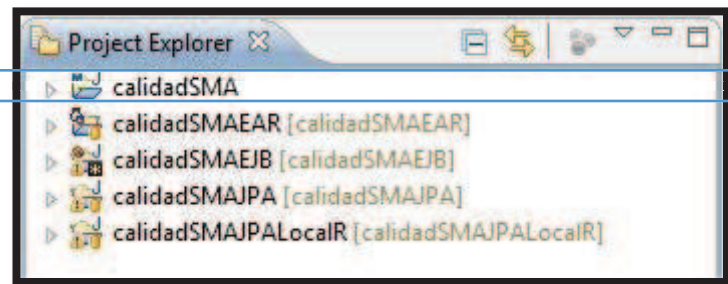 Project Explorer
calidadSMA
calidadSMAEAR [calidadSMAEAR]
calidadSMAEJB [calidadSMAEJB]
calidadSMAJPA [calidadSMAJPA]
calidadSMAJPALocalR [calidadSMAJPALocalR]